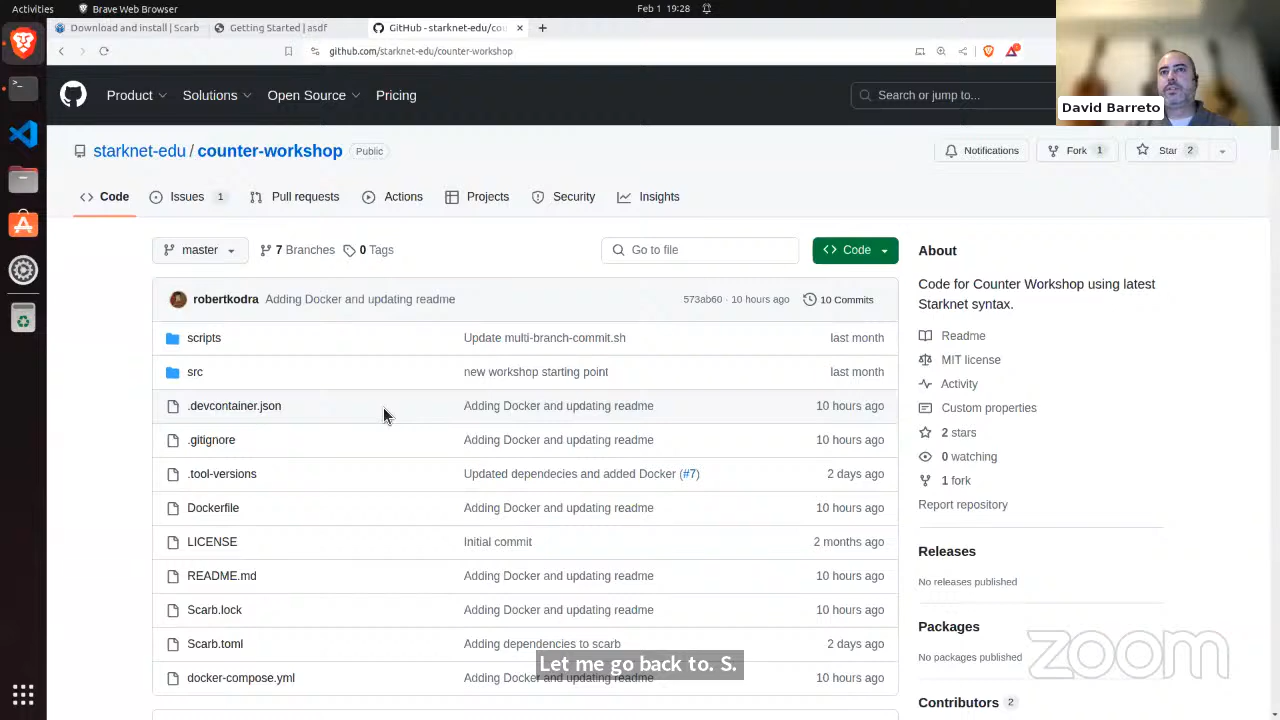 Activities
Brave Web Browser
Feb 1 19:28
Download and install | Scarb
Getting Started | asdf
GitHub - starknet-edu/cou
github.com/starknet-edu/counter-workshop
Product
Solutions
Open Source
Pricing
Search or jump to...
David Barreto
starknet-edu / counter-workshop
Public
Notifications
Fork 1
Star 2
Code
Issues 1
Pull requests
Actions
Projects
Security
Insights
master
7 Branches
0 Tags
Go to file
Code
robertkodra Adding Docker and updating readme 573ab60 · 10 hours ago 10 Commits
scripts Update multi-branch-commit.sh last month
src new workshop starting point last month
.devcontainer.json Adding Docker and updating readme 10 hours ago
.gitignore Adding Docker and updating readme 10 hours ago
.tool-versions Updated dependecies and added Docker (#7) 2 days ago
Dockerfile Adding Docker and updating readme 10 hours ago
LICENSE Initial commit 2 months ago
README.md Adding Docker and updating readme 10 hours ago
Scarb.lock Adding Docker and updating readme 10 hours ago
Scarb.toml Adding dependencies to scarb 2 days ago
docker-compose.yml Adding Docker and updating readme 10 hours ago
Let me go back to. S.
About
Code for Counter Workshop using latest
Starknet syntax.
Readme
MIT license
Activity
Custom properties
2 stars
0 watching
1 fork
Report repository
Releases
No releases published
Packages
No packages published
Contributors 2
zoom